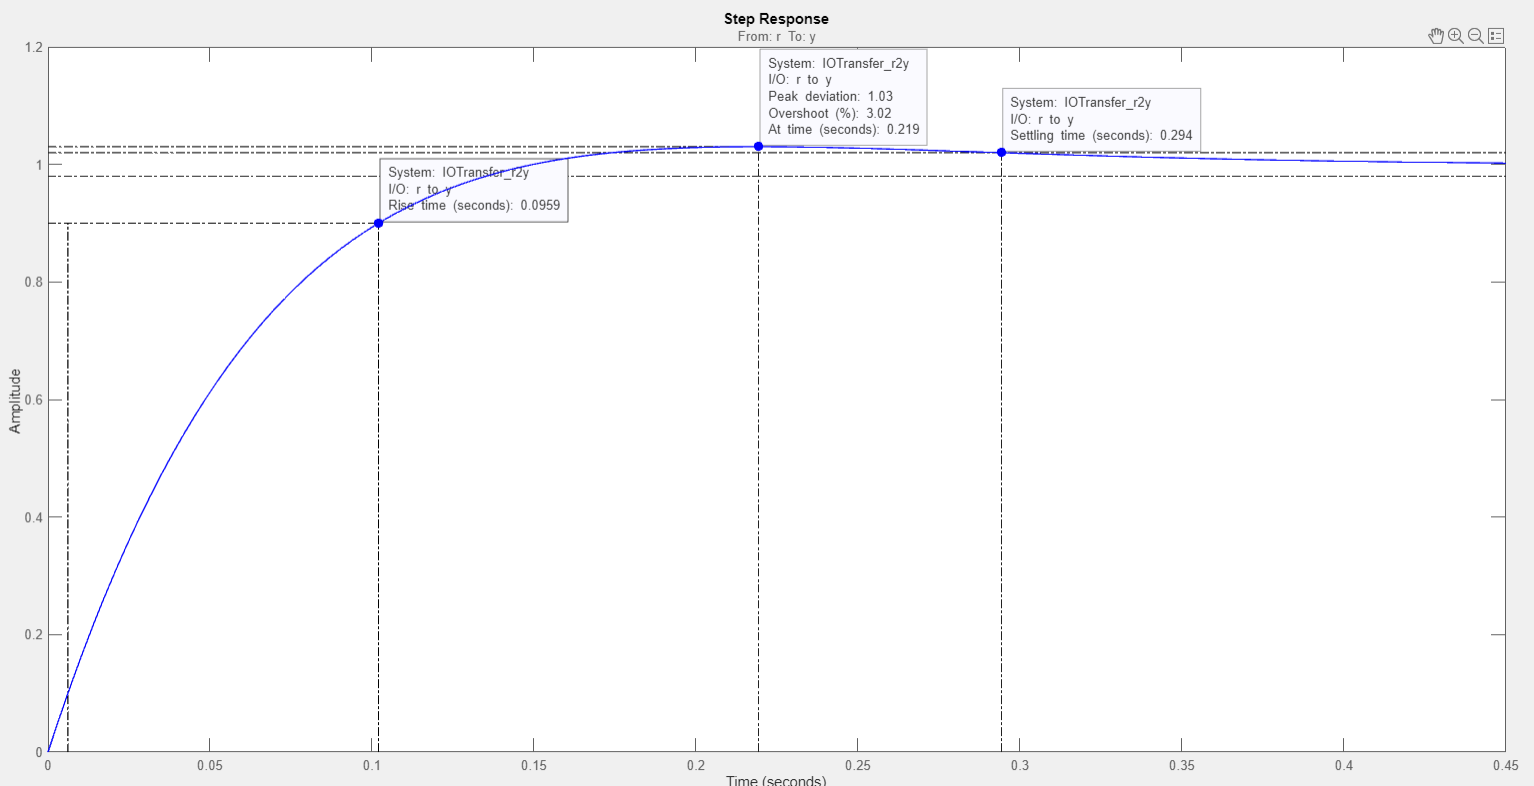 Step Response
From: r To: y
System: IOTransfer_r2y
I/O: r to y
Peak deviation: 1.03
Overshoot (%): 3.02
At time (seconds): 0.219
System: IOTransfer_r2y
I/O: r to y
Settling time (seconds): 0.294
System: IOTransfer_r2y
I/O: r to y
Rise time (seconds): 0.0959
Amplitude
1.2
1
0.8
0.6
0.4
0.2
0
0
0.05
0.1
0.15
0.2
0.25
0.3
0.35
0.4
0.45
Time (seconds)